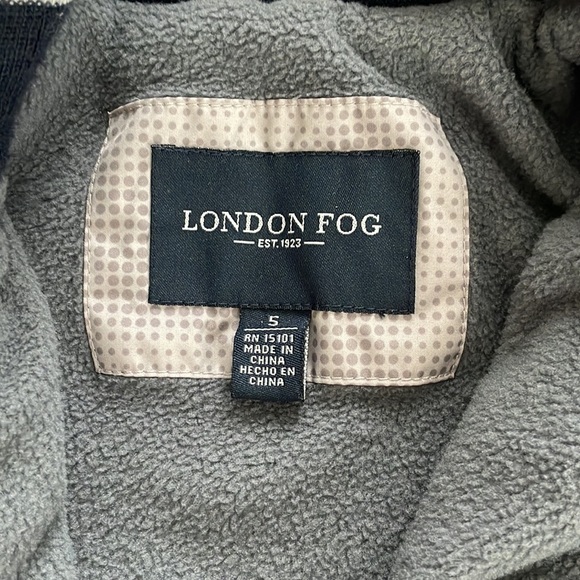 LONDON FOG
EST. 1923
5
RN 15101
MADE IN
CHINA
HECHO EN
CHINA